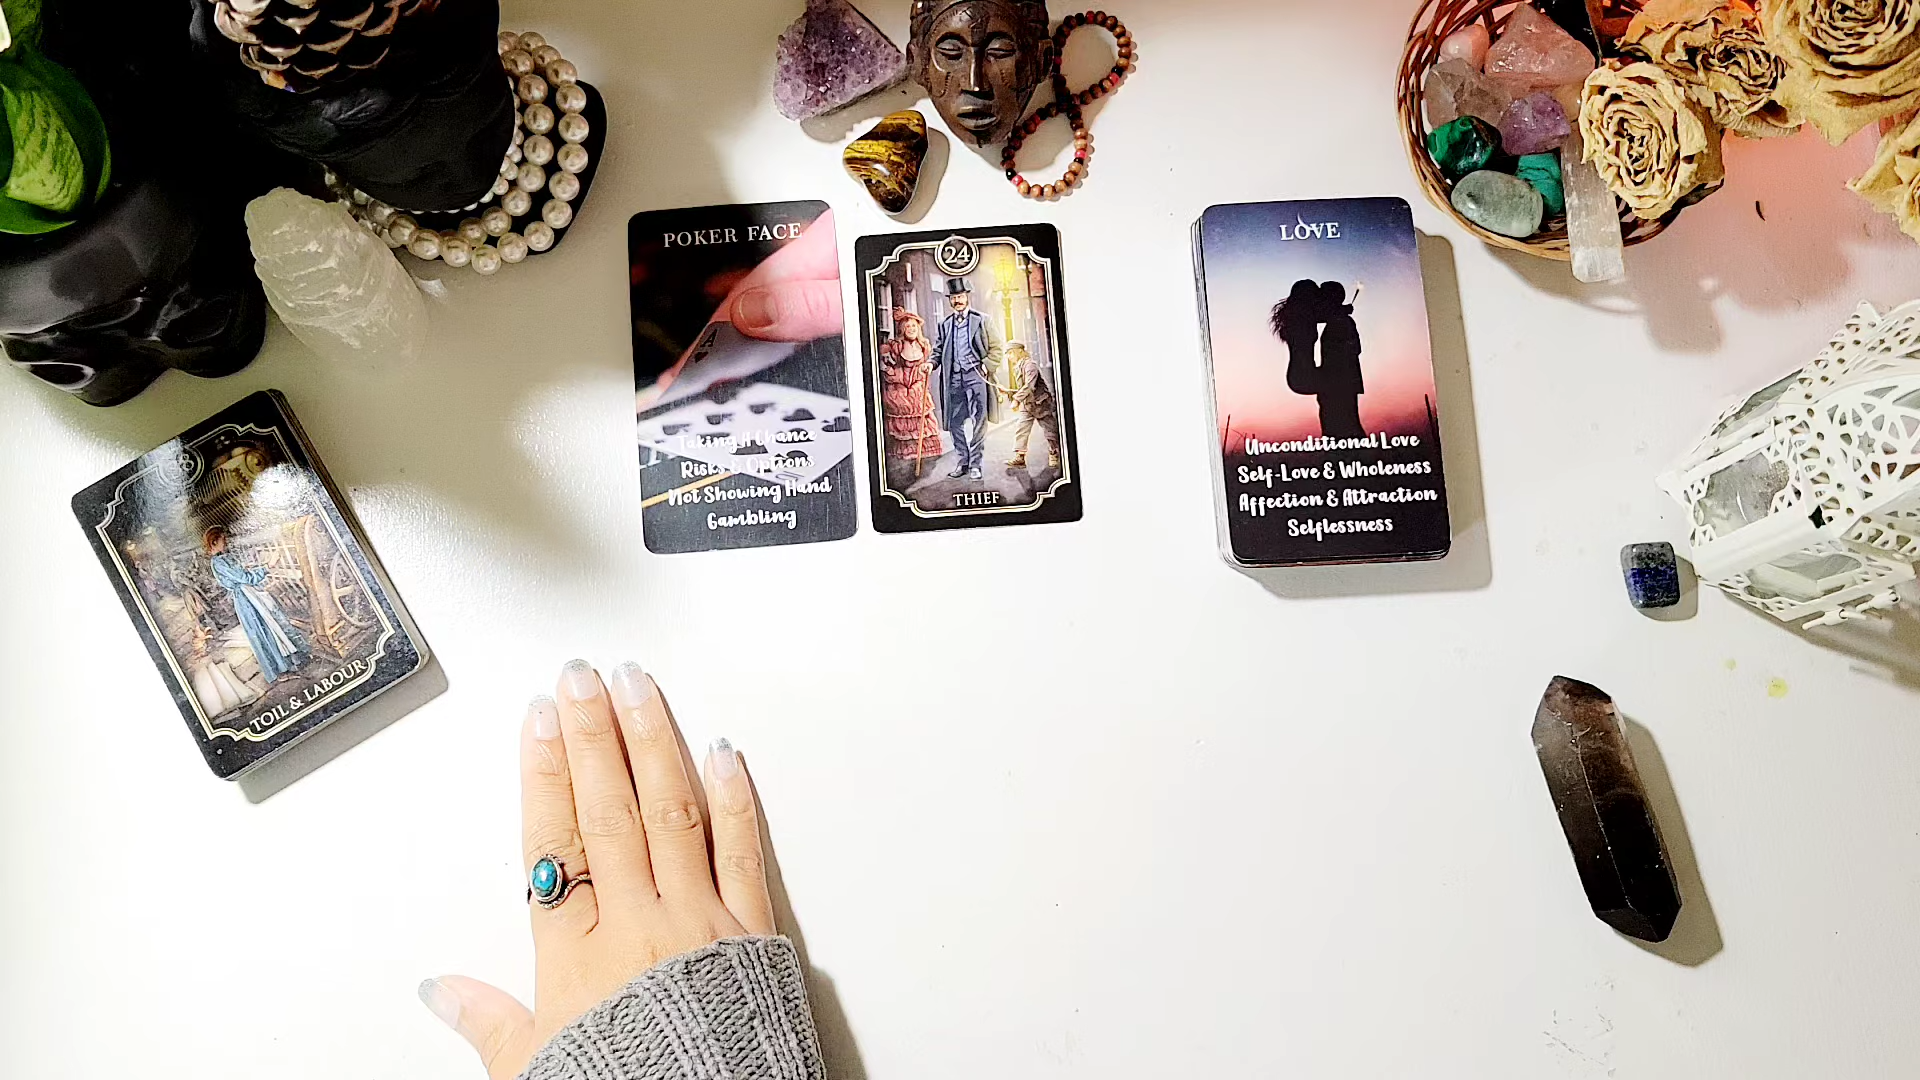 POKER FACE
Taking A Chance
Risks & Options
Not Showing Hand
Gambling
24
THIEF
LOVE
Unconditional Love
Self-Love & Wholeness
Affection & Attraction
Selflessness
TOIL & LABOUR